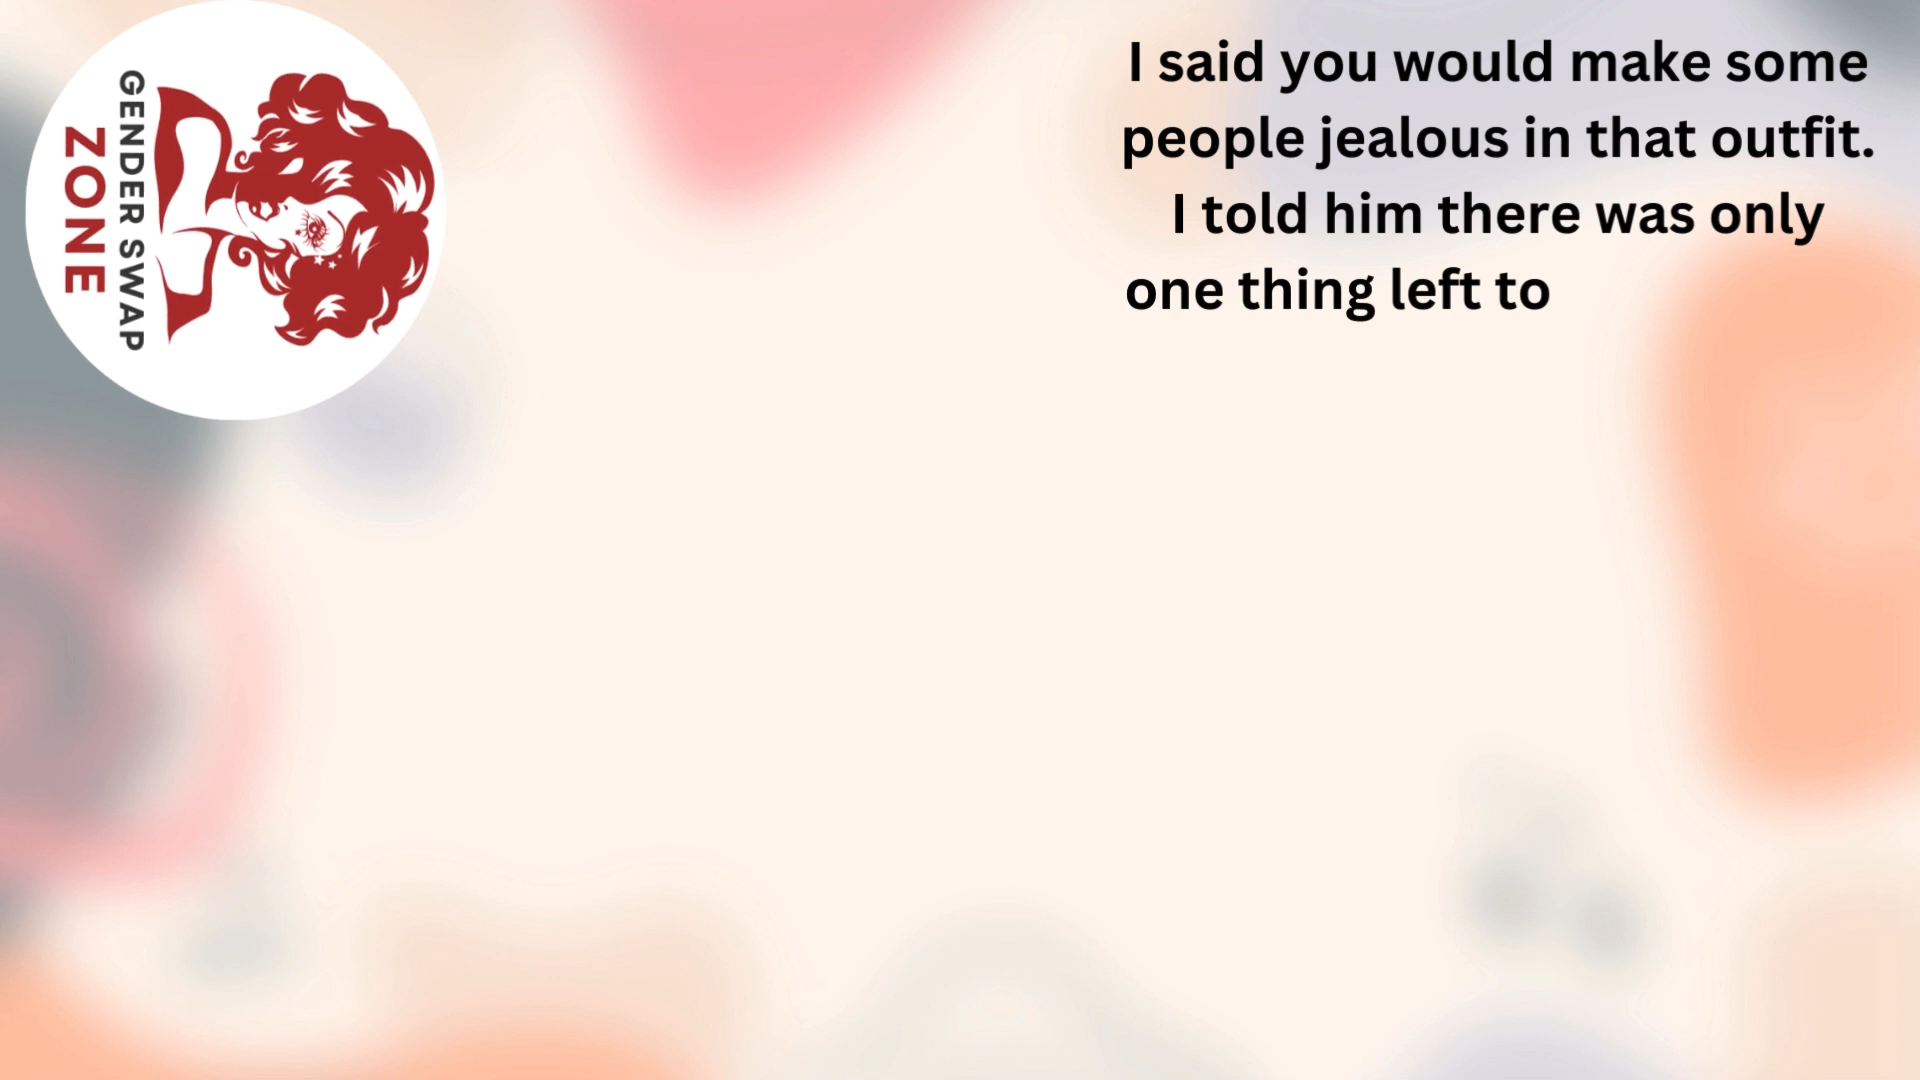 GENDER SWAP
ZONE
I said you would make some
people jealous in that outfit.
I told him there was only
one thing left to